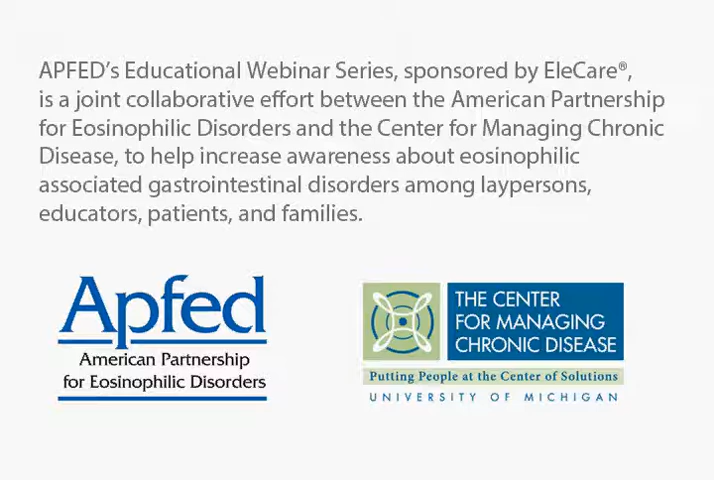 APFED's Educational Webinar Series, sponsored by EleCare®,
is a joint collaborative effort between the American Partnership
for Eosinophilic Disorders and the Center for Managing Chronic
Disease, to help increase awareness about eosinophilic
associated gastrointestinal disorders among laypersons,
educators, patients, and families.
Apfed
American Partnership
for Eosinophilic Disorders
THE CENTER
FOR MANAGING
CHRONIC DISEASE
Putting People at the Center of Solutions
UNIVERSITY OF MICHIGAN